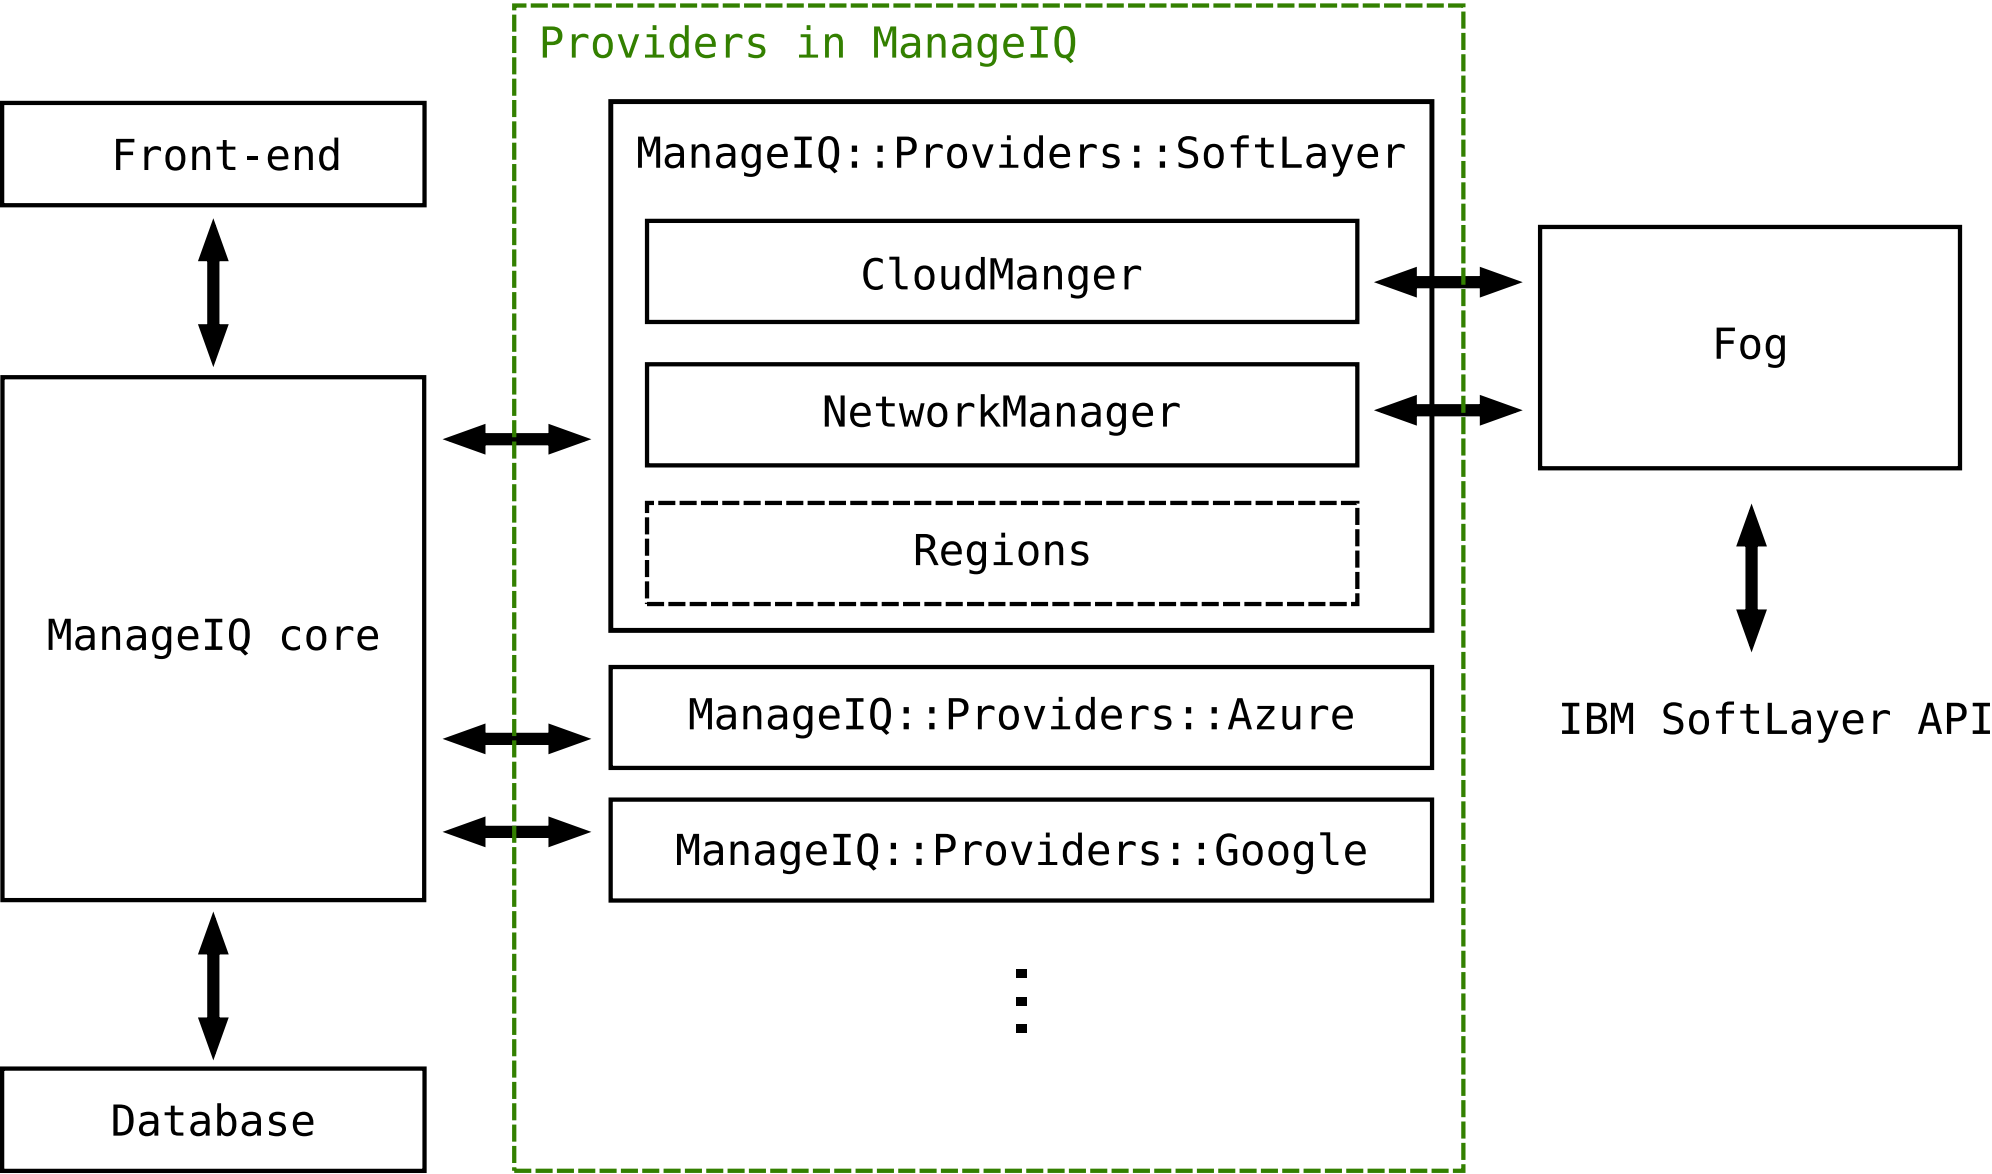 Providers in ManageIQ
Front-end
ManageIQ::Providers::SoftLayer
CloudManger
Fog
NetworkManager
Regions
ManageIQ core
ManageIQ::Providers::Azure
IBM SoftLayer API
ManageIQ::Providers::Google
Database